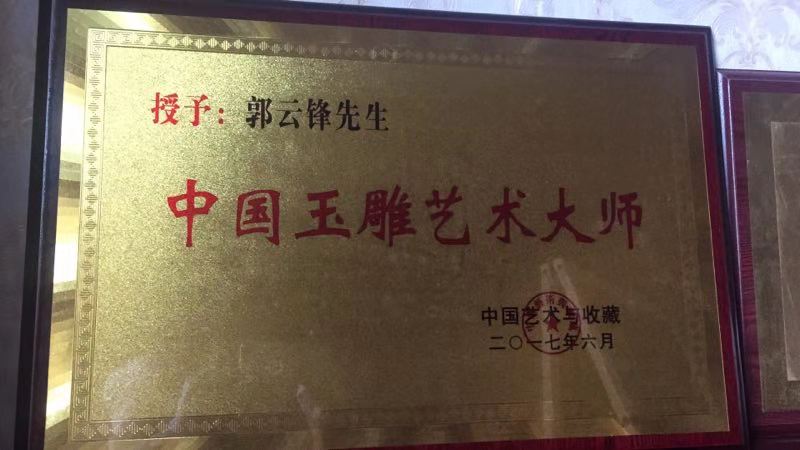 授予：郭云锋先生
中国玉雕艺术大师
中国艺术与收藏
二〇一七年六月